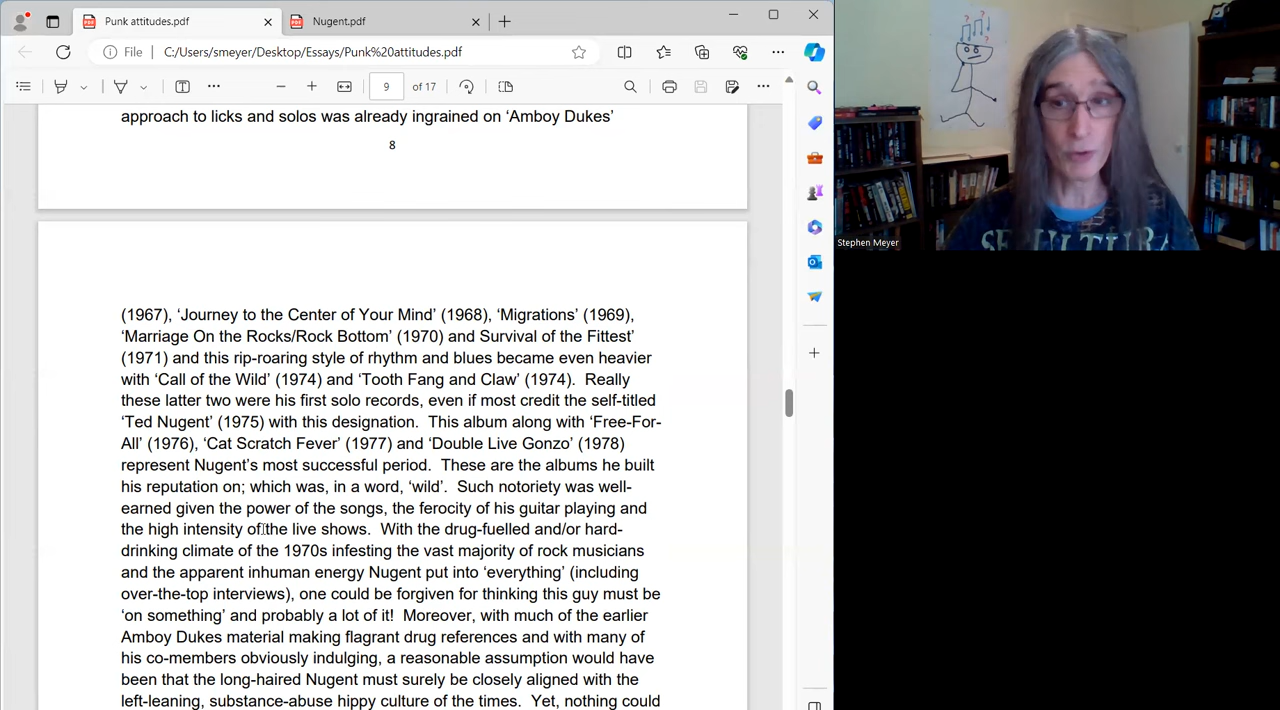 Punk attitudes.pdf
Nugent.pdf
File
C:/Users/smeyer/Desktop/Essays/Punk%20attitudes.pdf
9 of 17
approach to licks and solos was already ingrained on ‘Amboy Dukes’
8
(1967), ‘Journey to the Center of Your Mind’ (1968), ‘Migrations’ (1969),
‘Marriage On the Rocks/Rock Bottom’ (1970) and Survival of the Fittest’
(1971) and this rip-roaring style of rhythm and blues became even heavier
with ‘Call of the Wild’ (1974) and ‘Tooth Fang and Claw’ (1974).  Really
these latter two were his first solo records, even if most credit the self-titled
‘Ted Nugent’ (1975) with this designation.  This album along with ‘Free-For-
All’ (1976), ‘Cat Scratch Fever’ (1977) and ‘Double Live Gonzo’ (1978)
represent Nugent’s most successful period.  These are the albums he built
his reputation on; which was, in a word, ‘wild’.  Such notoriety was well-
earned given the power of the songs, the ferocity of his guitar playing and
the high intensity of the live shows.  With the drug-fuelled and/or hard-
drinking climate of the 1970s infesting the vast majority of rock musicians
and the apparent inhuman energy Nugent put into ‘everything’ (including
over-the-top interviews), one could be forgiven for thinking this guy must be
‘on something’ and probably a lot of it!  Moreover, with much of the earlier
Amboy Dukes material making flagrant drug references and with many of
his co-members obviously indulging, a reasonable assumption would have
been that the long-haired Nugent must surely be closely aligned with the
left-leaning, substance-abuse hippy culture of the times.  Yet, nothing could
Stephen Meyer
SEPULTURA